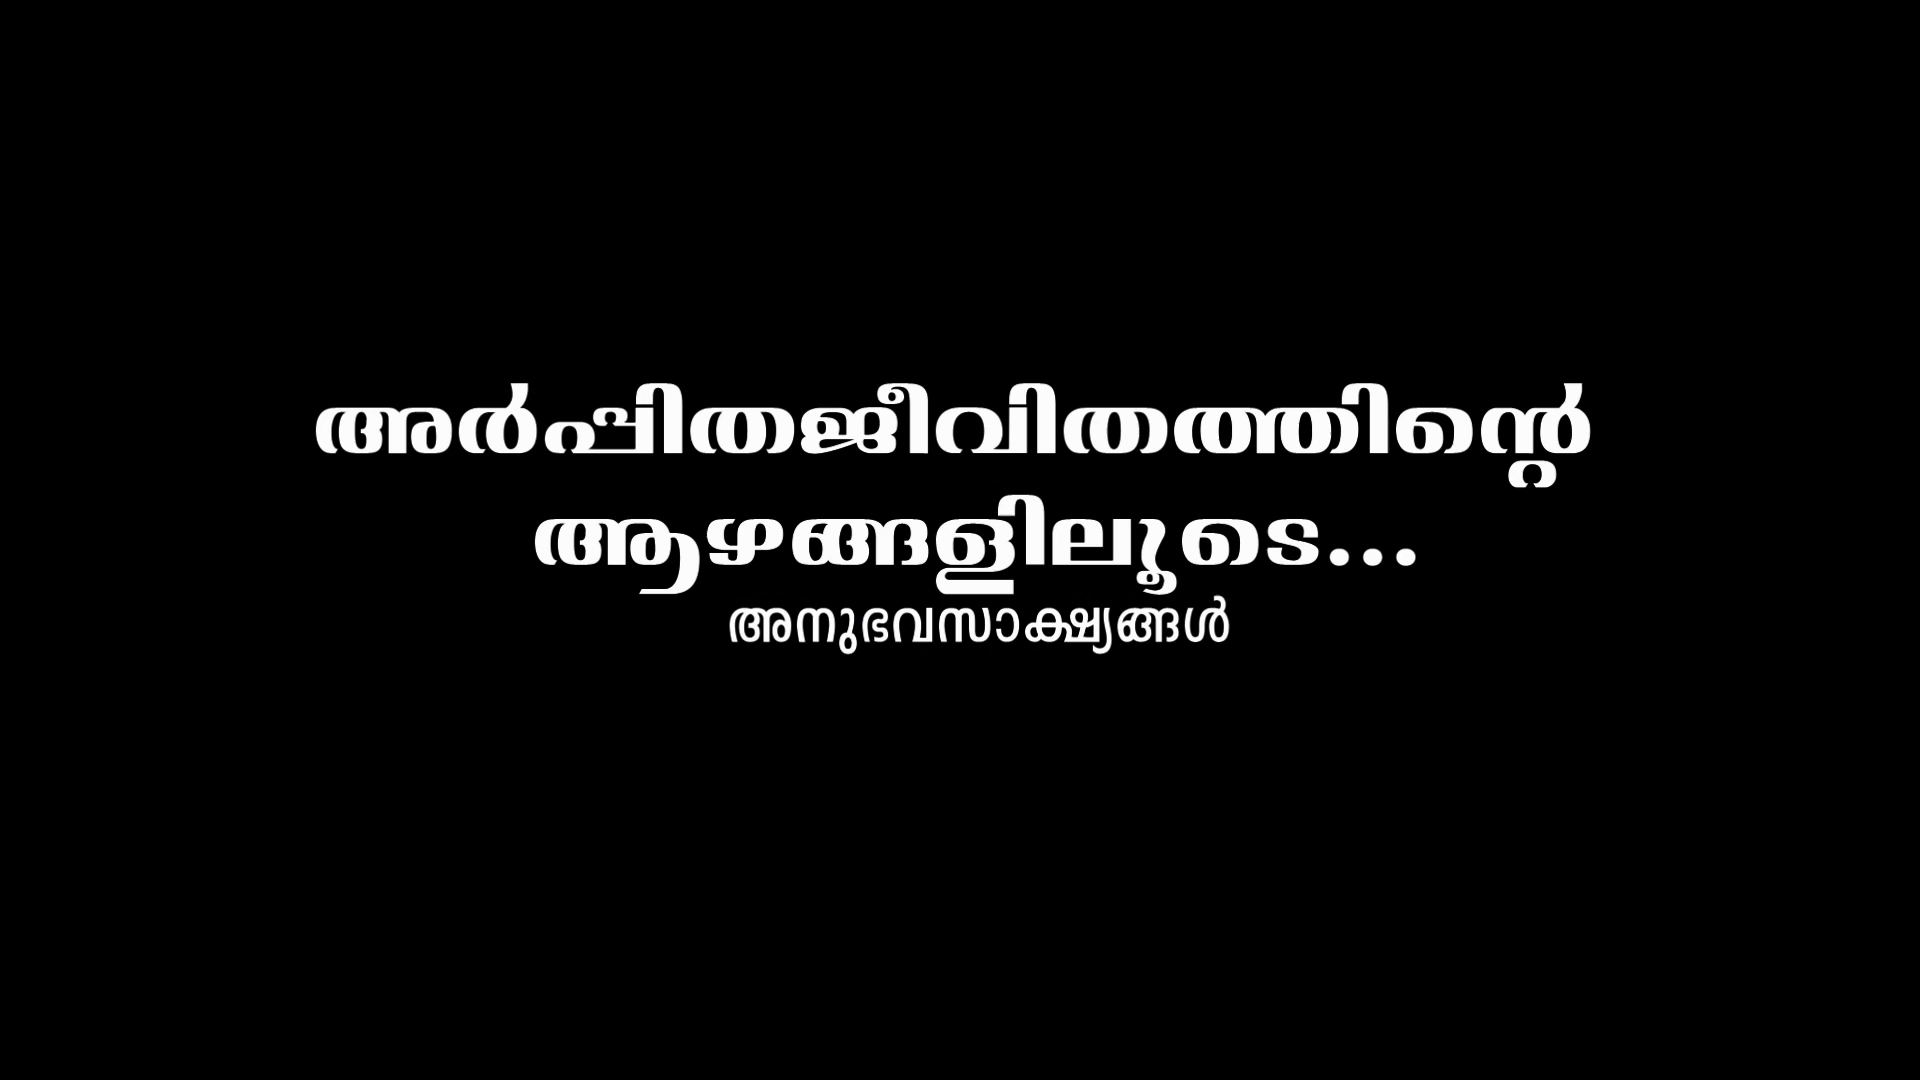 അർപ്പിതജീവിതത്തിന്റെ
ആഴങ്ങളിലൂടെ...
അനുഭവസാക്ഷ്യങ്ങൾ